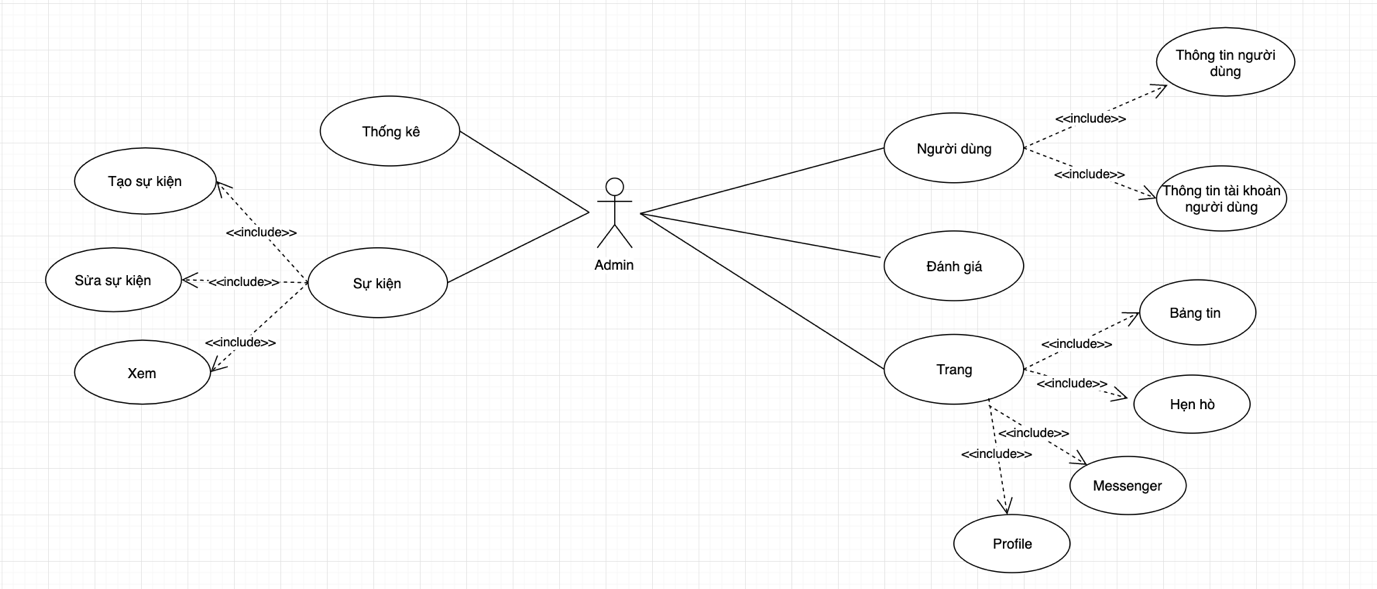 Thông tin người
dùng
Thống kê
<<include>>
Người dùng
Tạo sự kiện
<<include>>
Thông tin tài khoản
người dùng
<<include>>
Admin
Đánh giá
Sửa sự kiện
<<include>>
Sự kiện
Bảng tin
<<include>>
<<include>>
Xem
Trang
<<include>>
Hẹn hò
<<include>>
<<include>>
Messenger
Profile